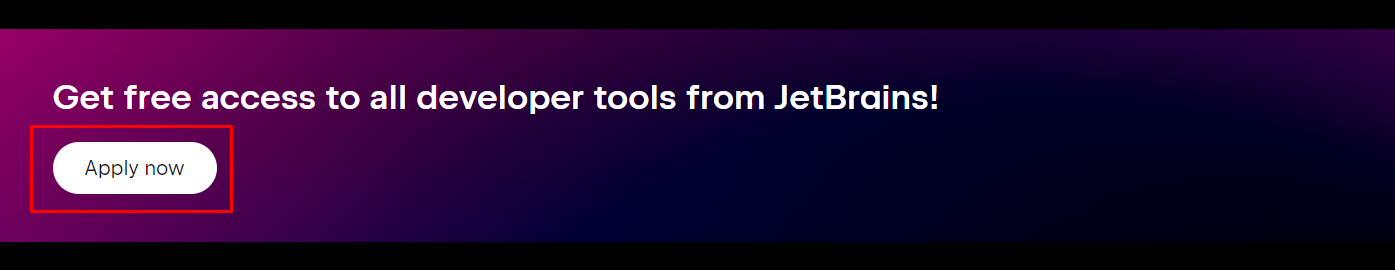 Get free access to all developer tools from JetBrains!
Apply now